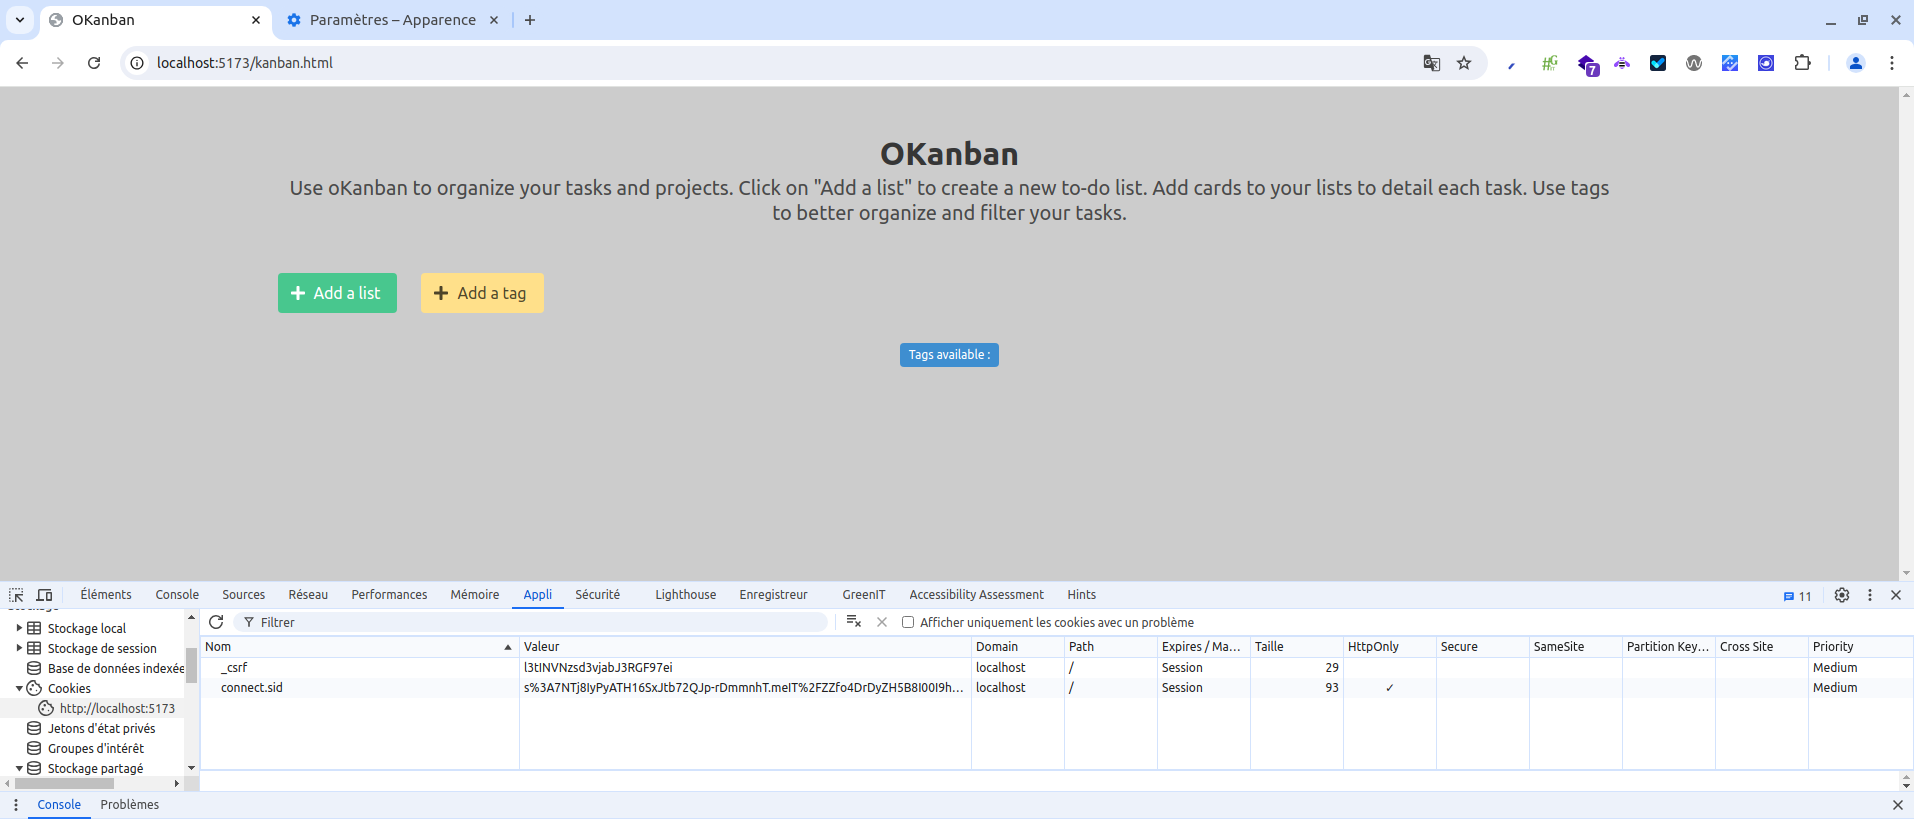 OKanban
Paramètres – Apparence
localhost:5173/kanban.html
7
OKanban
Use oKanban to organize your tasks and projects. Click on "Add a list" to create a new to-do list. Add cards to your lists to detail each task. Use tags
to better organize and filter your tasks.
Add a list
Add a tag
Tags available :
Éléments
Console
Sources
Réseau
Performances
Mémoire
Appli
Sécurité
Lighthouse
Enregistreur
GreenIT
Accessibility Assessment
Hints
11
Stockage local
Stockage de session
Base de données indexée
Cookies
http://localhost:5173
Jetons d'état privés
Groupes d'intérêt
Stockage partagé
Filtrer
Afficher uniquement les cookies avec un problème
Nom Valeur Domain Path Expires / Ma... Taille HttpOnly Secure SameSite Partition Key... Cross Site Priority
_csrf l3tINVNzsd3vjabJ3RGF97ei localhost / Session 29 Medium
connect.sid s%3A7NTj8IyPyATH16SxJtb72QJp-rDmmnhT.meIT%2FZZfo4DrDyZH5B8I00I9h... localhost / Session 93 ✓ Medium
Console
Problèmes